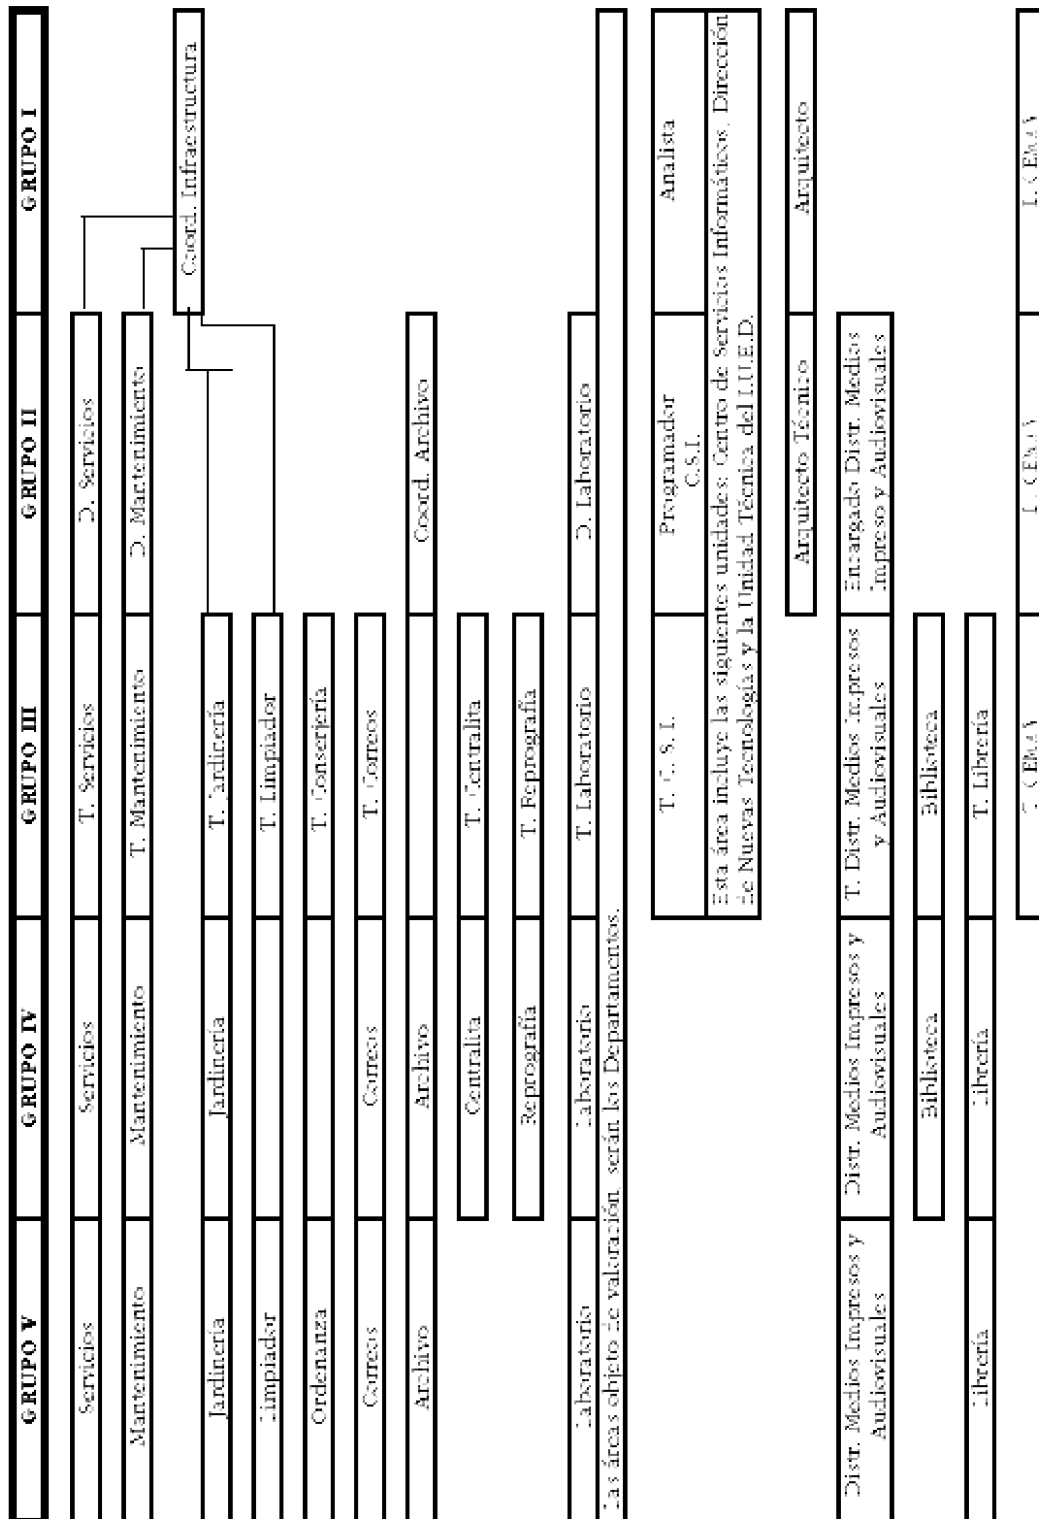 GRUPO V GRUPO IV GRUPO III GRUPO II GRUPO I
Servicios Servicios T. Servicios D. Servicios
Mantenimiento Mantenimiento T. Mantenimiento D. Mantenimiento
Coord. Infraestructura
Jardinería Jardinería T. Jardinería
Limpiador T. Limpiador
Ordenanza T. Conserjería
Correos Correos T. Correos
Archivo Archivo Coord. Archivo
Centralita T. Centralita
Reprografía T. Reprografía
Laboratorio Laboratorio T. Laboratorio D. Laboratorio
Las áreas objeto de valoración, serán los Departamentos.
T. C. S. I. Programador Analista
C.S.I.
Esta área incluye las siguientes unidades: Centro de Servicios Informáticos, Dirección
de Nuevas Tecnologías y la Unidad Técnica del I.U.E.D.
Arquitecto Técnico Arquitecto
Distr. Medios Impresos y Distr. Medios Impresos y T. Distr. Medios Impresos Encargado Distr. Medios
Audiovisuales Audiovisuales y Audiovisuales Impreso y Audiovisuales
Biblioteca Biblioteca
Librería Librería T. Librería